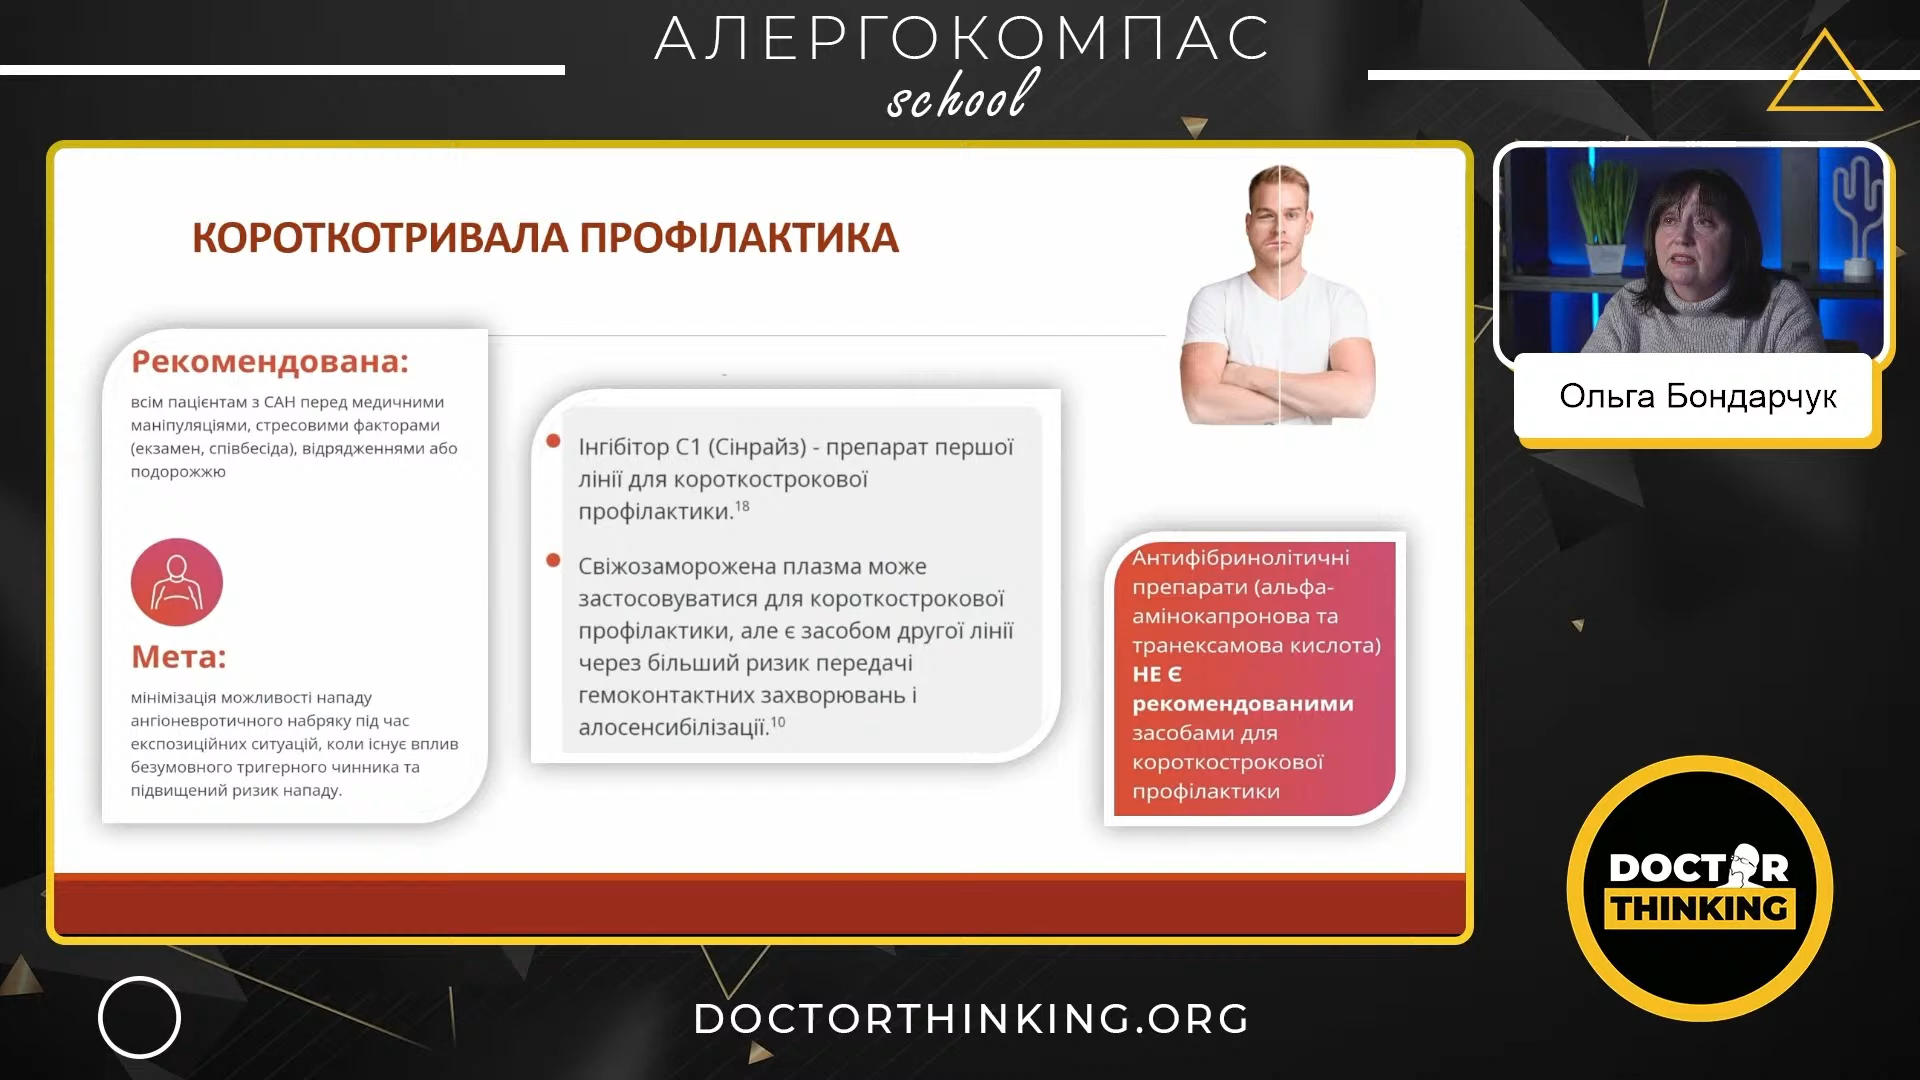 АЛЕРГОКОМПАС
school
КОРОТКОТРИВАЛА ПРОФІЛАКТИКА
Рекомендована:
всім пацієнтам з САН перед медичними
маніпуляціями, стресовими факторами
(екзамен, співбесіда), відрядженнями або
подорожжю
Мета:
мінімізація можливості нападу
ангіоневротичного набряку під час
експозиційних ситуацій, коли існує вплив
безумовного тригерного чинника та
підвищений ризик нападу.
Інгібітор С1 (Сінрайз) - препарат першої
лінії для короткострокової
профілактики.18
Свіжозаморожена плазма може
застосовуватися для короткострокової
профілактики, але є засобом другої лінії
через більший ризик передачі
гемоконтактних захворювань і
алосенсибілізації.10
Антифібринолітичні
препарати (альфа-
амінокапронова та
транексамова кислота)
НЕ Є
рекомендованими
засобами для
короткострокової
профілактики
Ольга Бондарчук
DOCTOR
THINKING
DOCTORTHINKING.ORG